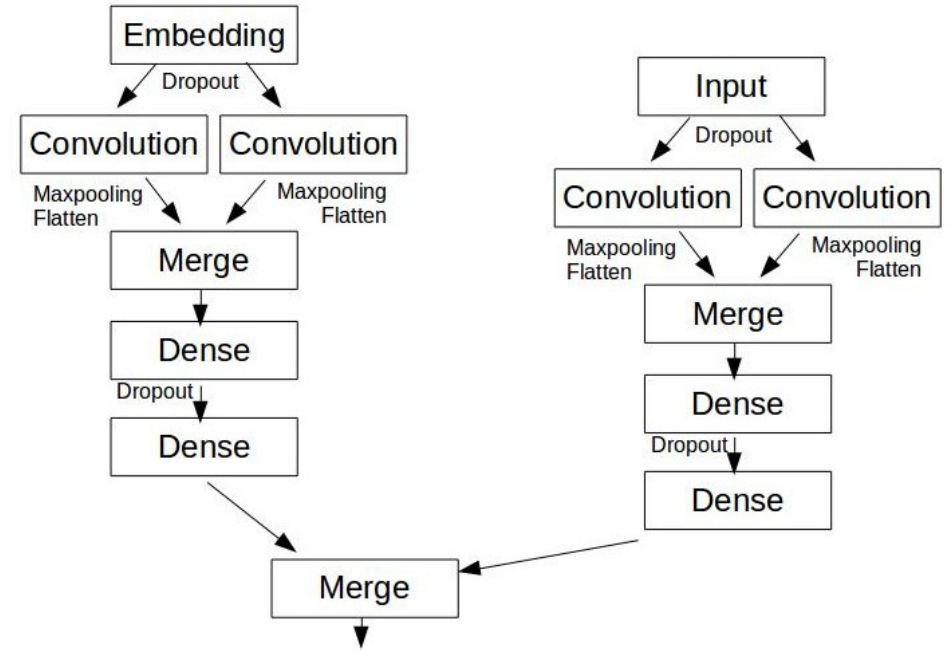 Embedding
Dropout
Convolution
Convolution
Maxpooling
Flatten
Maxpooling
Flatten
Merge
Dense
Dropout
Dense
Input
Dropout
Convolution
Convolution
Maxpooling
Flatten
Maxpooling
Flatten
Merge
Dense
Dropout
Dense
Merge